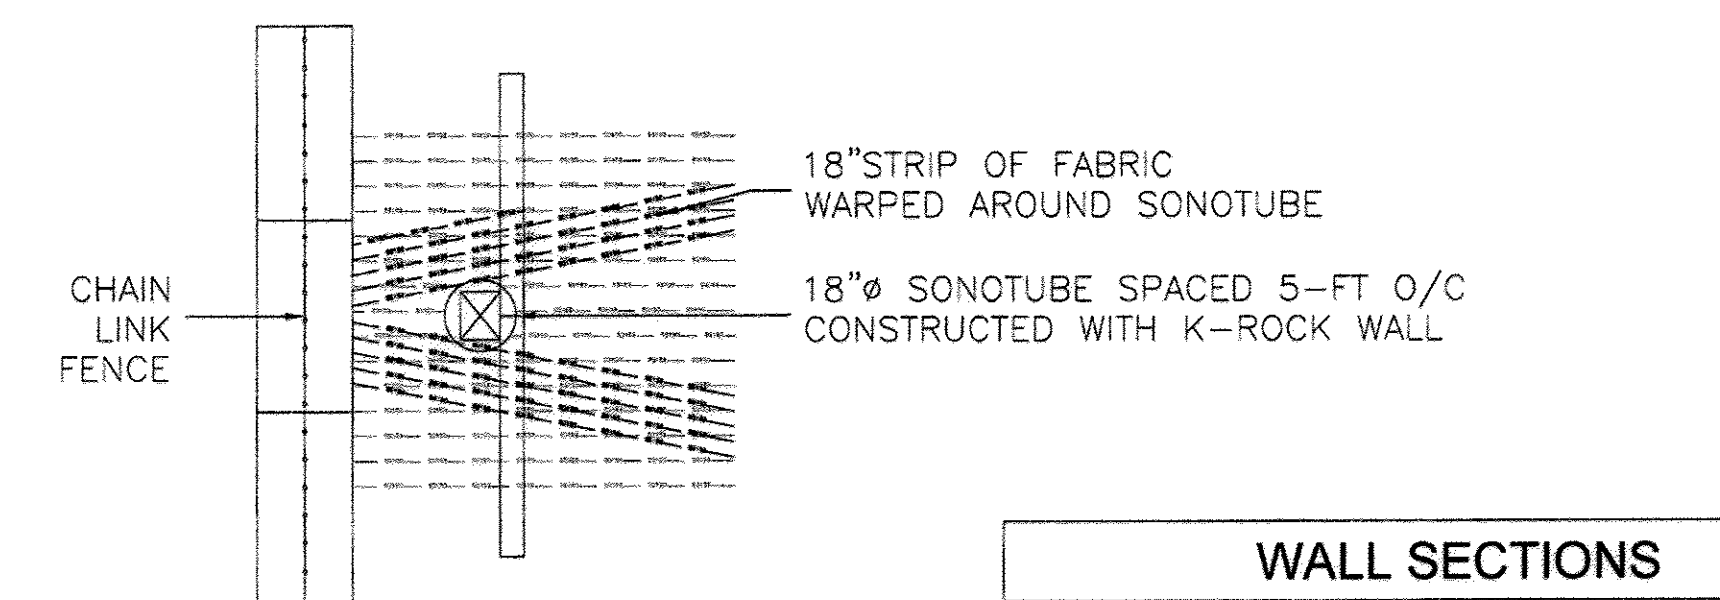 18"STRIP OF FABRIC
WARPED AROUND SONOTUBE
18"ø SONOTUBE SPACED 5-FT O/C
CONSTRUCTED WITH K-ROCK WALL
CHAIN
LINK
FENCE
WALL SECTIONS